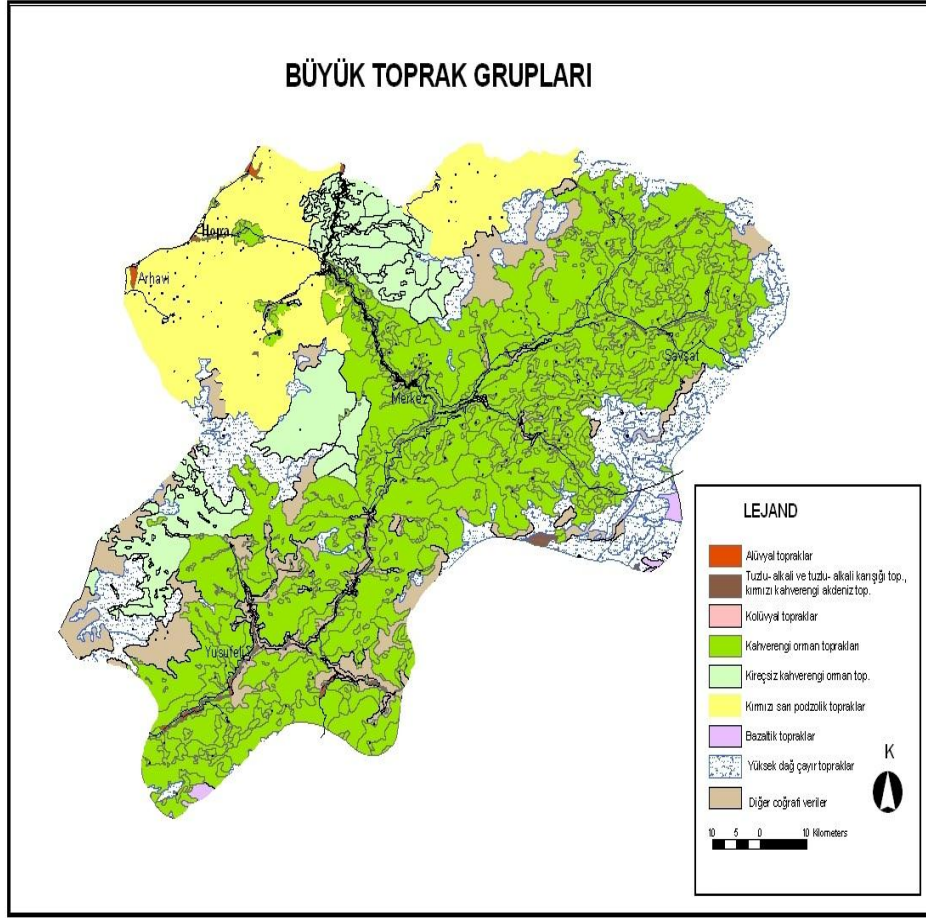 BÜYÜK TOPRAK GRUPLARI
Hopa
Arhavi
Şavşat
Merkez
Yusufeli
LEJAND
Alüvyal topraklar
Tuzlu- alkali ve tuzlu- alkali karışığı top.,
kırmızı kahverengi akdeniz top.
Kolüvyal topraklar
Kahverengi orman toprakları
Kireçsiz kahverengi orman top.
Kırmızı sarı podzolik topraklar
Bazaltik topraklar
Yüksek dağ çayır topraklar
Diğer coğrafi veriler
K
10 5 0 10 Kilometers